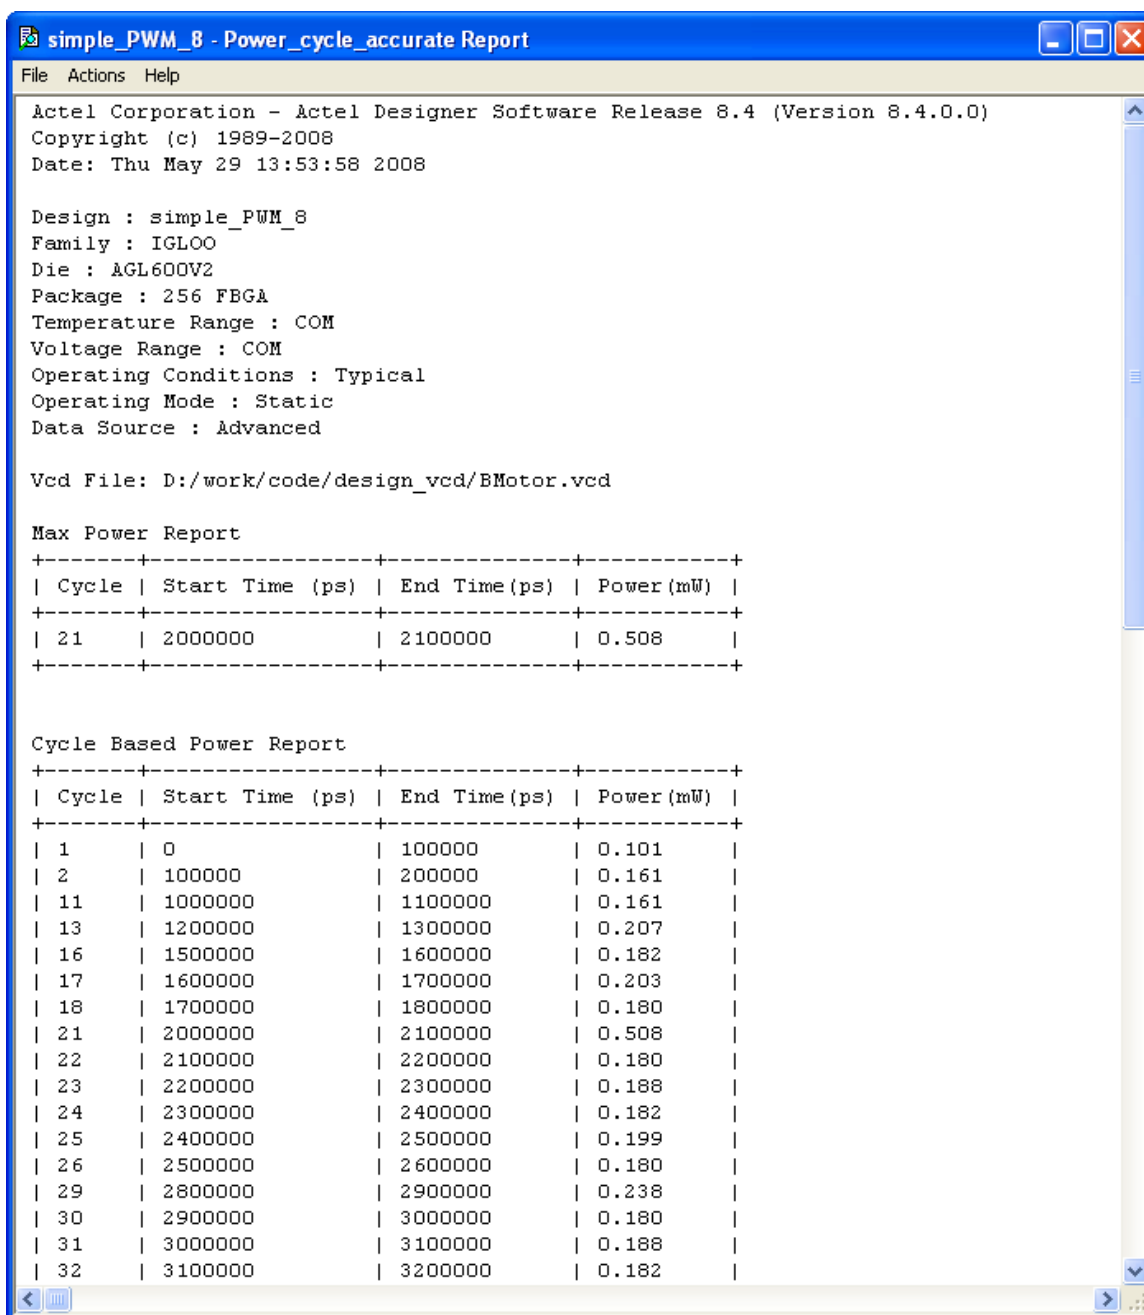 simple_PWM_8 - Power_cycle_accurate Report
File Actions Help
Actel Corporation - Actel Designer Software Release 8.4 (Version 8.4.0.0)
Copyright (c) 1989-2008
Date: Thu May 29 13:53:58 2008
Design : simple_PWM_8
Family : IGLOO
Die : AGL600V2
Package : 256 FBGA
Temperature Range : COM
Voltage Range : COM
Operating Conditions : Typical
Operating Mode : Static
Data Source : Advanced
Vcd File: D:/work/code/design_vcd/BMotor.vcd
Max Power Report
+-------+-----------------+--------------+-----------+
| Cycle | Start Time (ps) | End Time(ps) | Power(mW) |
+-------+-----------------+--------------+-----------+
| 21    | 2000000         | 2100000      | 0.508     |
+-------+-----------------+--------------+-----------+
Cycle Based Power Report
+-------+-----------------+--------------+-----------+
| Cycle | Start Time (ps) | End Time(ps) | Power(mW) |
+-------+-----------------+--------------+-----------+
| 1     | 0               | 100000       | 0.101     |
| 2     | 100000          | 200000       | 0.161     |
| 11    | 1000000         | 1100000      | 0.161     |
| 13    | 1200000         | 1300000      | 0.207     |
| 16    | 1500000         | 1600000      | 0.182     |
| 17    | 1600000         | 1700000      | 0.203     |
| 18    | 1700000         | 1800000      | 0.180     |
| 21    | 2000000         | 2100000      | 0.508     |
| 22    | 2100000         | 2200000      | 0.180     |
| 23    | 2200000         | 2300000      | 0.188     |
| 24    | 2300000         | 2400000      | 0.182     |
| 25    | 2400000         | 2500000      | 0.199     |
| 26    | 2500000         | 2600000      | 0.180     |
| 29    | 2800000         | 2900000      | 0.238     |
| 30    | 2900000         | 3000000      | 0.180     |
| 31    | 3000000         | 3100000      | 0.188     |
| 32    | 3100000         | 3200000      | 0.182     |